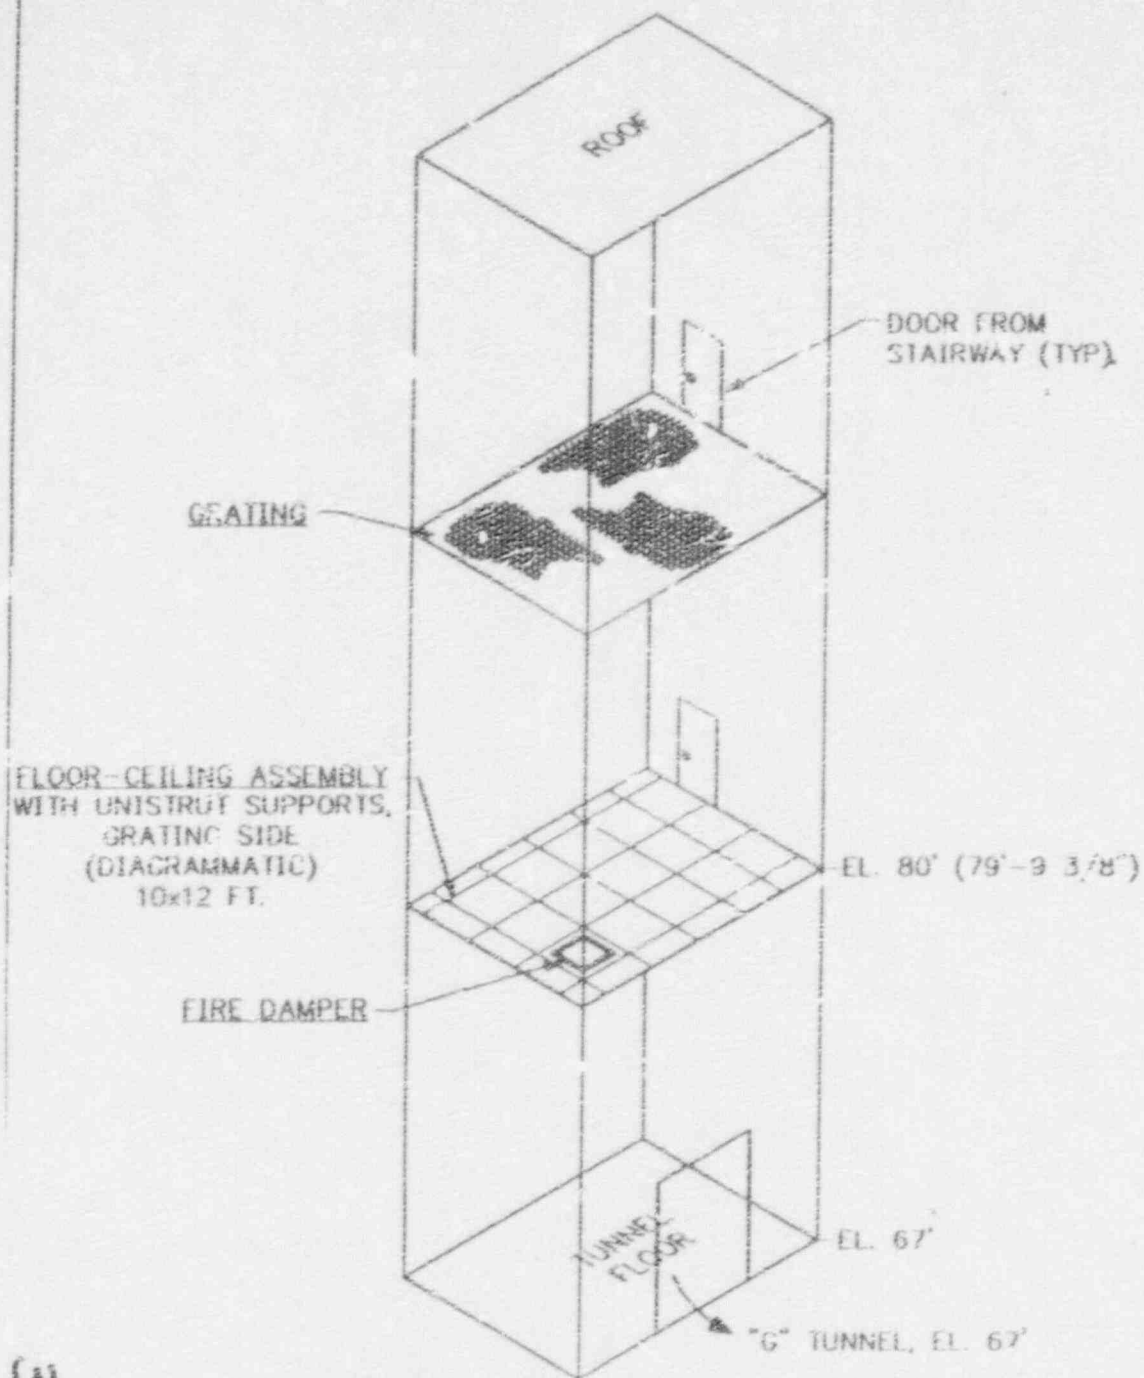 ROOF
DOOR FROM
STAIRWAY (TYP)
GRATING
FLOOR-CEILING ASSEMBLY
WITH UNISTRUT SUPPORTS,
GRATING SIDE
(DIAGRAMMATIC)
10x12 FT.
EL. 80' (79'-9 3/8")
FIRE DAMPER
TUNNEL
FLOOR
EL. 67'
"G" TUNNEL, EL. 67'